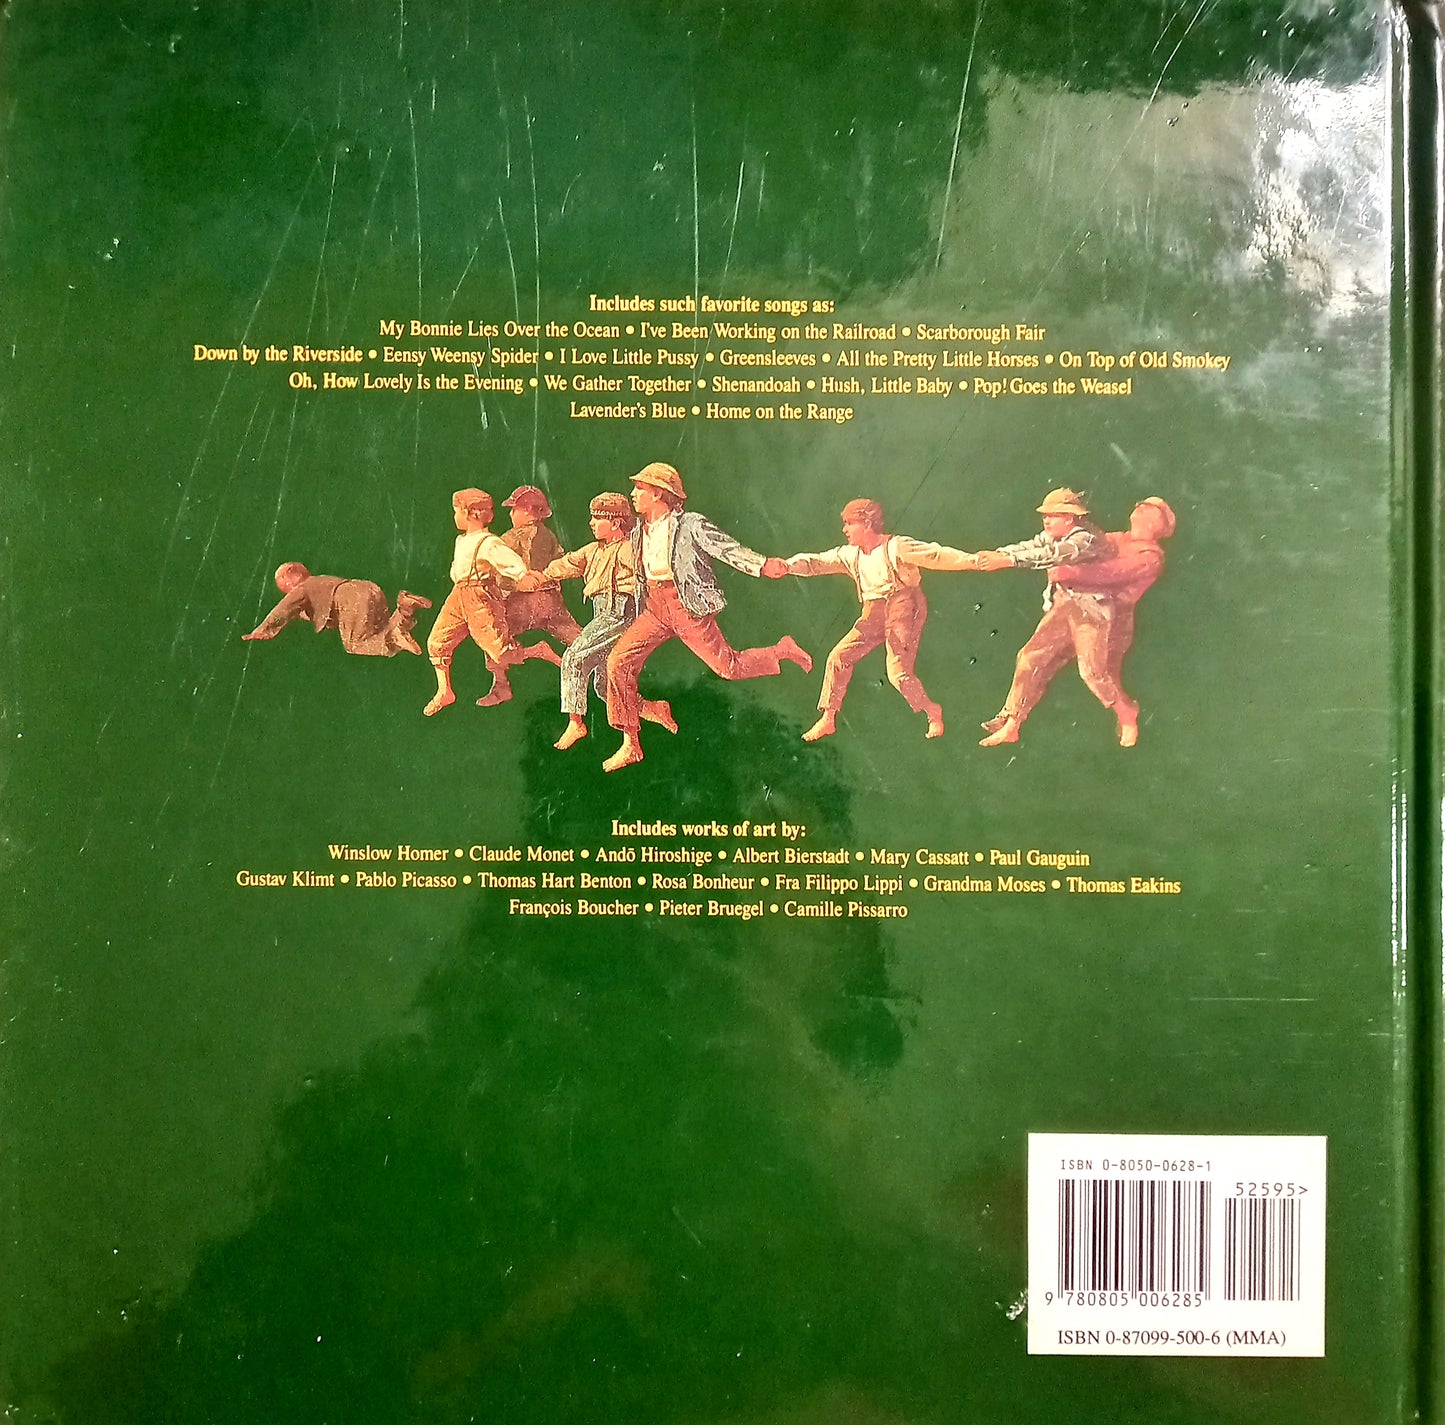 Includes such favorite songs as:
My Bonnie Lies Over the Ocean • I've Been Working on the Railroad • Scarborough Fair
Down by the Riverside • Eensy Weensy Spider • I Love Little Pussy • Greensleeves • All the Pretty Little Horses • On Top of Old Smokey
Oh, How Lovely Is the Evening • We Gather Together • Shenandoah • Hush, Little Baby • Pop! Goes the Weasel
Lavender's Blue • Home on the Range
Includes works of art by:
Winslow Homer • Claude Monet • Andō Hiroshige • Albert Bierstadt • Mary Cassatt • Paul Gauguin
Gustav Klimt • Pablo Picasso • Thomas Hart Benton • Rosa Bonheur • Fra Filippo Lippi • Grandma Moses • Thomas Eakins
François Boucher • Pieter Bruegel • Camille Pissarro
ISBN 0-8050-0628-1
52595>
9 780805 006285
ISBN 0-87099-500-6 (MMA)